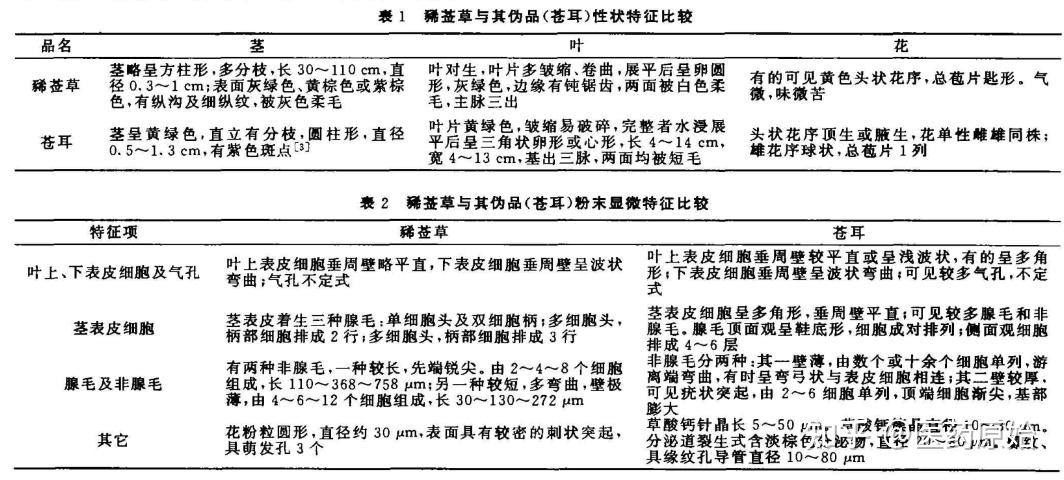 表 1　稀莶草与其伪品(苍耳)性状特征比较
品名　茎　叶　花
稀莶草
茎略呈方柱形,多分枝,长 30～110 cm,直
径 0.3～1 cm;表面灰绿色、黄棕色或紫棕
色,有纵沟及细纵纹,被灰色柔毛
叶对生,叶片多皱缩、卷曲,展平后呈卵圆
形,灰绿色,边缘有钝锯齿,两面被白色柔
毛,主脉三出
有的可见黄色头状花序,总苞片匙形。气
微,味微苦
苍耳
茎呈黄绿色,直立有分枝,圆柱形,直径
0.5～1.3 cm,有紫色斑点[3]
叶片黄绿色,皱缩易破碎,完整者水浸展
平后呈三角状卵形或心形,长 4～14 cm,
宽 4～13 cm,基出三脉,两面均被短毛
头状花序顶生或腋生,花单性雌雄同株;
雄花序球状,总苞片 1 列
表 2　稀莶草与其伪品(苍耳)粉末显微特征比较
特征项　稀莶草　苍耳
叶上、下表皮细胞及气孔
叶上表皮细胞垂周壁略平直,下表皮细胞垂周壁呈波状
弯曲;气孔不定式
叶上表皮细胞垂周壁较平直或呈浅波状,有的呈多角
形;下表皮细胞垂周壁呈波状弯曲;可见较多气孔,不定
式
茎表皮细胞
茎表皮着生三种腺毛:单细胞头及双细胞柄;多细胞头,
柄部细胞排成 2 行;多细胞头,柄部细胞排成 3 行
茎表皮细胞呈多角形,垂周壁平直;可见较多腺毛和非
腺毛。腺毛顶面观呈鞋底形,细胞成对排列;侧面观细胞
排成 4～6 层
腺毛及非腺毛
有两种非腺毛,一种较长,先端锐尖。由 2～4～8 个细胞
组成,长 110～368～758 μm;另一种较短,多弯曲,壁极
薄,由 4～6～12 个细胞组成,长 30～130～272 μm
非腺毛分两种:其一壁薄,由数个或十余个细胞单列,游
离端弯曲,有时呈弯弓状与表皮细胞相连;其二壁较厚,
可见疣状突起,由 2～6 细胞单列,顶端细胞渐尖,基部
膨大
其它
花粉粒圆形,直径约 30 μm,表面具有较密的刺状突起,
具萌发孔 3 个
草酸钙针晶长 5～50 μm。草酸钙簇晶直径
分泌道裂生式含淡棕色分泌物,直径
具缘纹孔导管直径 10～80 μm
知乎 @医药原始